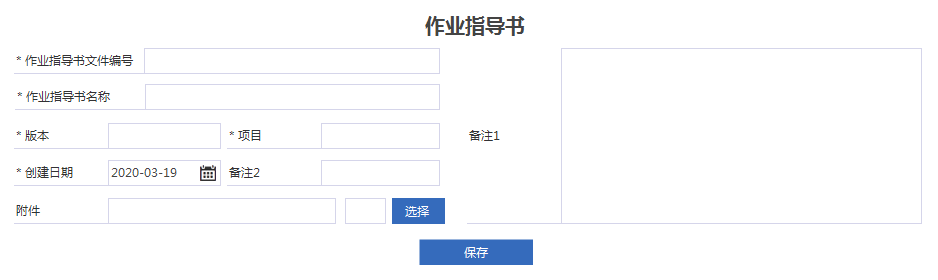 作业指导书
* 作业指导书文件编号
* 作业指导书名称
* 版本
* 项目
备注1
* 创建日期
2020-03-19
备注2
附件
选择
保存